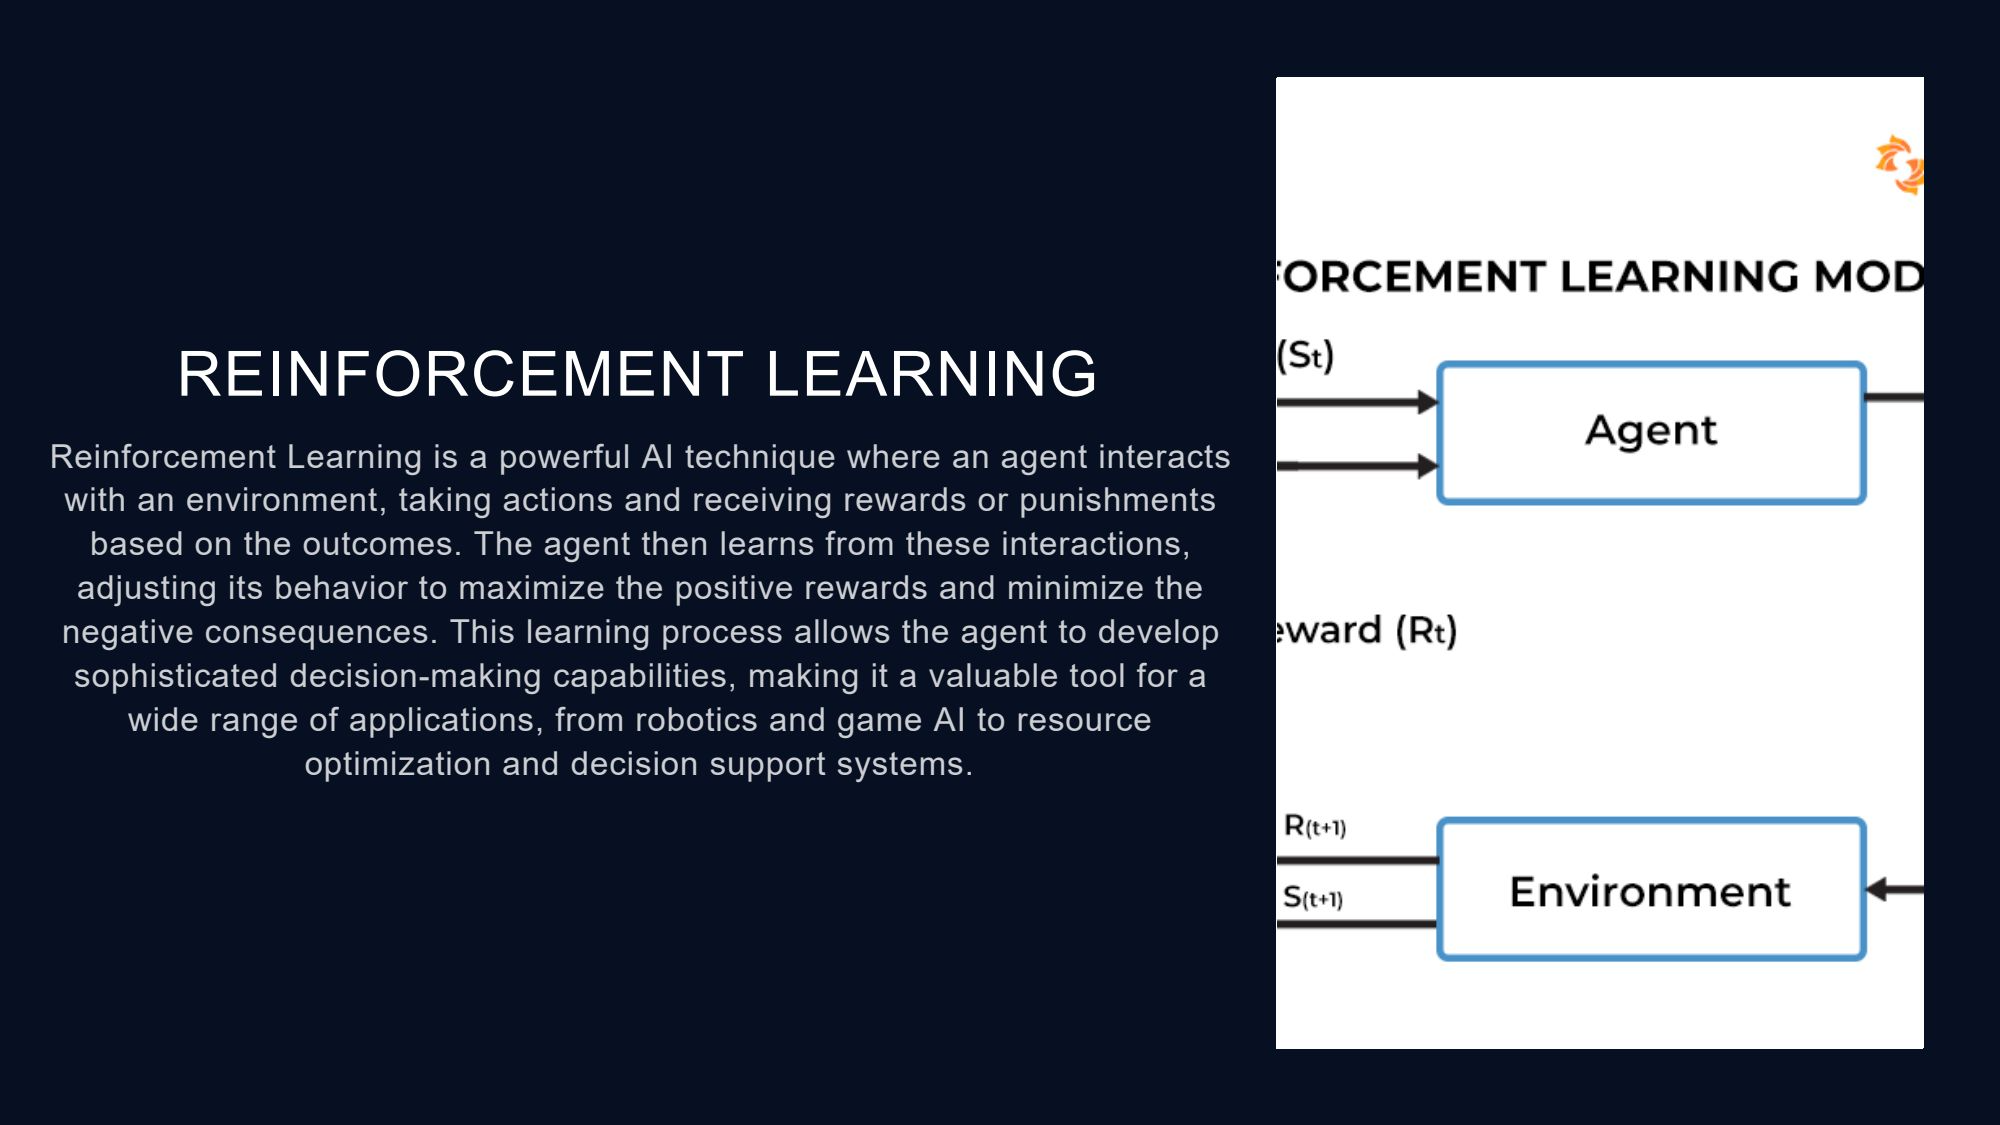 REINFORCEMENT LEARNING
Reinforcement Learning is a powerful AI technique where an agent interacts
with an environment, taking actions and receiving rewards or punishments
based on the outcomes. The agent then learns from these interactions,
adjusting its behavior to maximize the positive rewards and minimize the
negative consequences. This learning process allows the agent to develop
sophisticated decision-making capabilities, making it a valuable tool for a
wide range of applications, from robotics and game AI to resource
optimization and decision support systems.
FORCEMENT LEARNING MOD
(St)
Agent
eward (Rt)
R(t+1)
S(t+1)
Environment